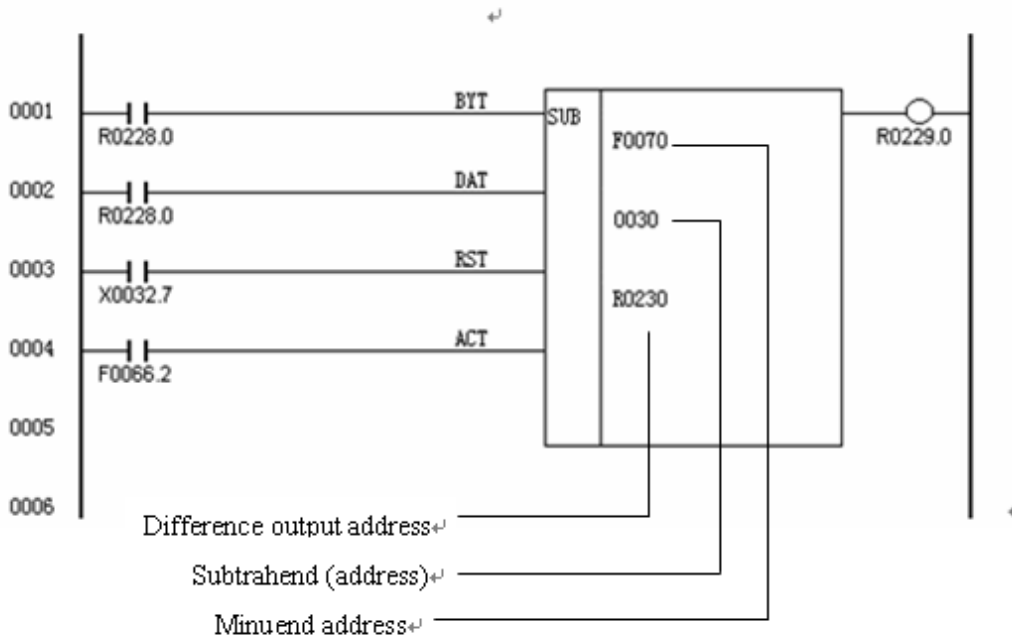 0001 BYT
R0228.0
SUB
F0070
R0229.0
0002 DAT
R0228.0
0030
0003 RST
X0032.7
R0230
0004 ACT
F0066.2
0005
0006
Difference output address↵
Subtrahend (address)↵
Minuend address↵